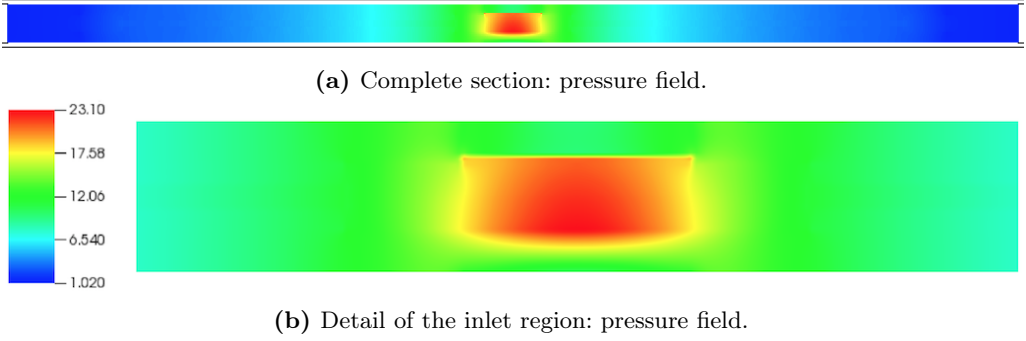 (a) Complete section: pressure field.
23.10
17.58
12.06
6.540
1.020
(b) Detail of the inlet region: pressure field.